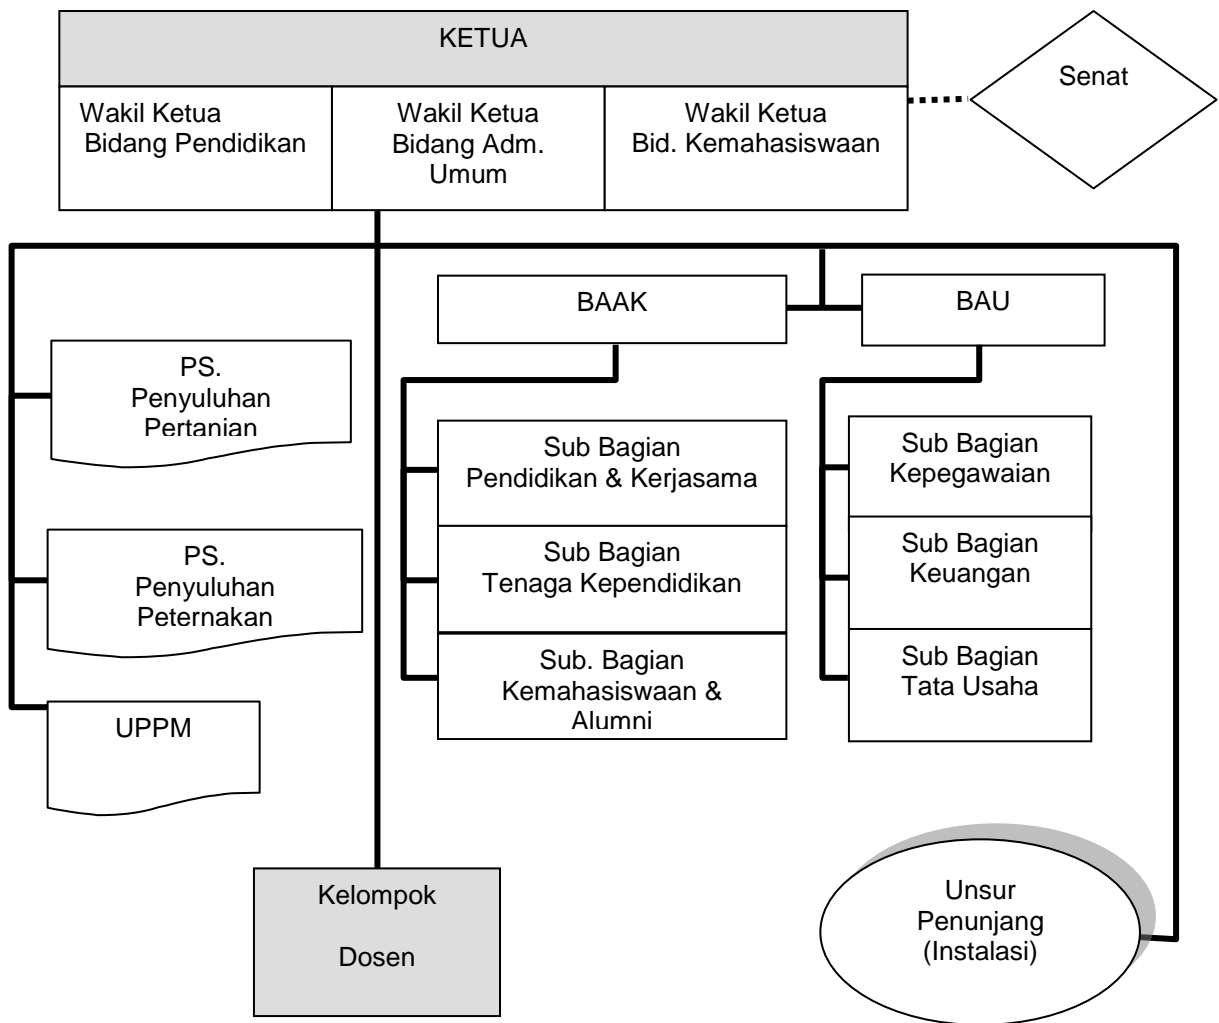 KETUA
Senat
Wakil Ketua
Bidang Pendidikan
Wakil Ketua
Bidang Adm.
Umum
Wakil Ketua
Bid. Kemahasiswaan
BAAK
BAU
PS.
Penyuluhan
Pertanian
Sub Bagian
Pendidikan & Kerjasama
Sub Bagian
Kepegawaian
PS.
Penyuluhan
Peternakan
Sub Bagian
Tenaga Kependidikan
Sub Bagian
Keuangan
Sub. Bagian
Kemahasiswaan &
Alumni
Sub Bagian
Tata Usaha
UPPM
Kelompok
Dosen
Unsur
Penunjang
(Instalasi)